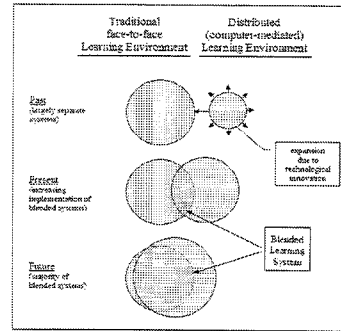 Traditional
face-to-face
Learning Environment
Distributed
(computer-mediated)
Learning Environment
Past
(largely separate
systems)
expansion
due to
technological
innovation
Present
(increasing
implementation of
blended systems)
Blended
Learning
System
Future
(majority of
blended systems)